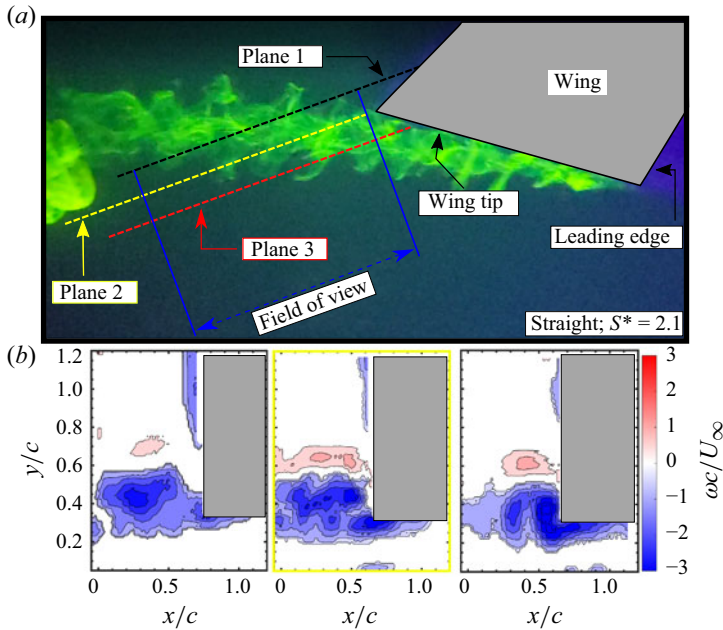 (a)
Plane 1
Wing
Wing tip
Plane 3
Leading edge
Plane 2
Field of view
Straight; S* = 2.1
(b)
1.2
1.0
0.8
0.6
0.4
0.2
y/c
0 0.5 1.0
x/c
0 0.5 1.0
x/c
0 0.5 1.0
x/c
3
2
1
0
−1
−2
−3
ωc/U∞